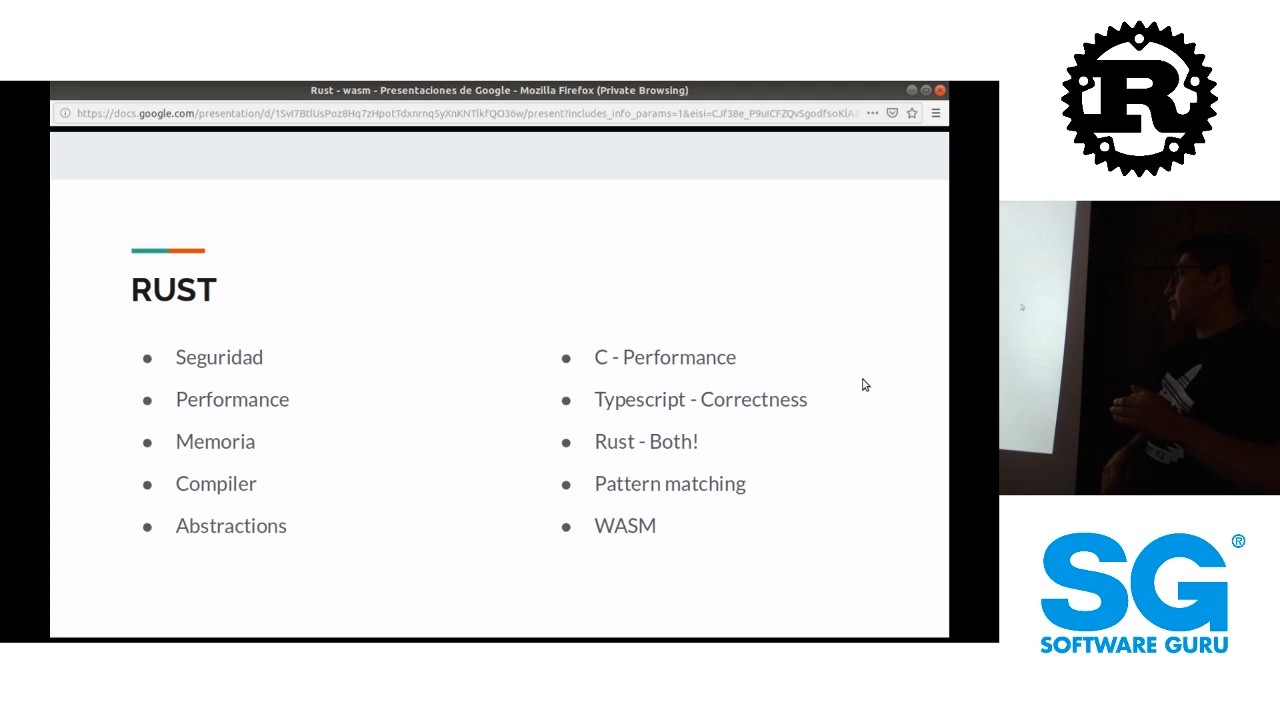 Rust - wasm - Presentaciones de Google - Mozilla Firefox (Private Browsing)
RUST
Seguridad
Performance
Memoria
Compiler
Abstractions
C - Performance
Typescript - Correctness
Rust - Both!
Pattern matching
WASM
R
SG®
SOFTWARE GURU